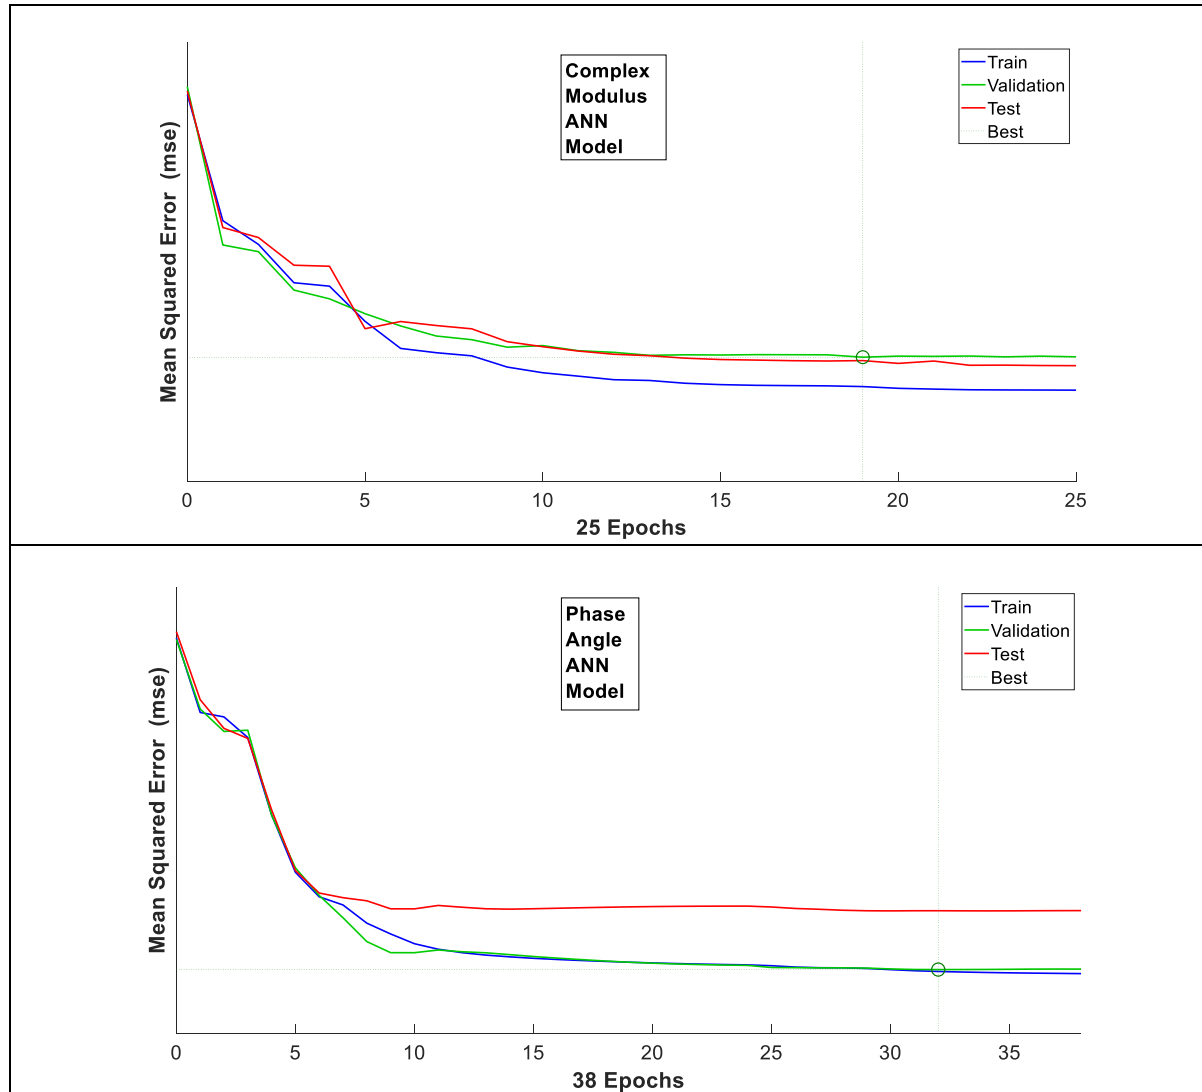 Complex
Modulus
ANN
Model
Train
Validation
Test
Best
Mean Squared Error  (mse)
0 5 10 15 20 25
25 Epochs
Phase
Angle
ANN
Model
Train
Validation
Test
Best
Mean Squared Error  (mse)
0 5 10 15 20 25 30 35
38 Epochs